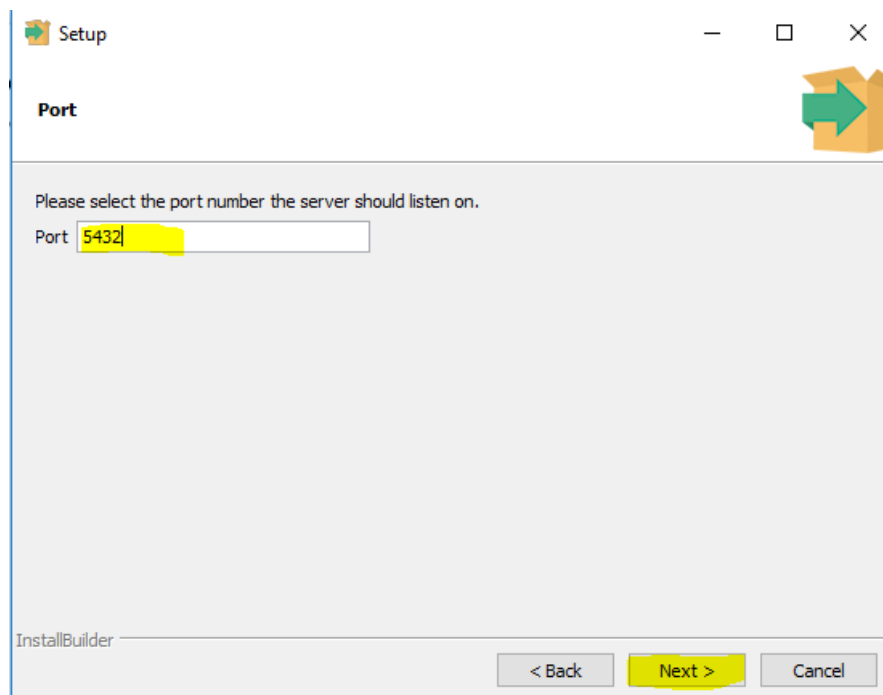 Setup
Port
Please select the port number the server should listen on.
Port 5432
InstallBuilder
< Back Next > Cancel